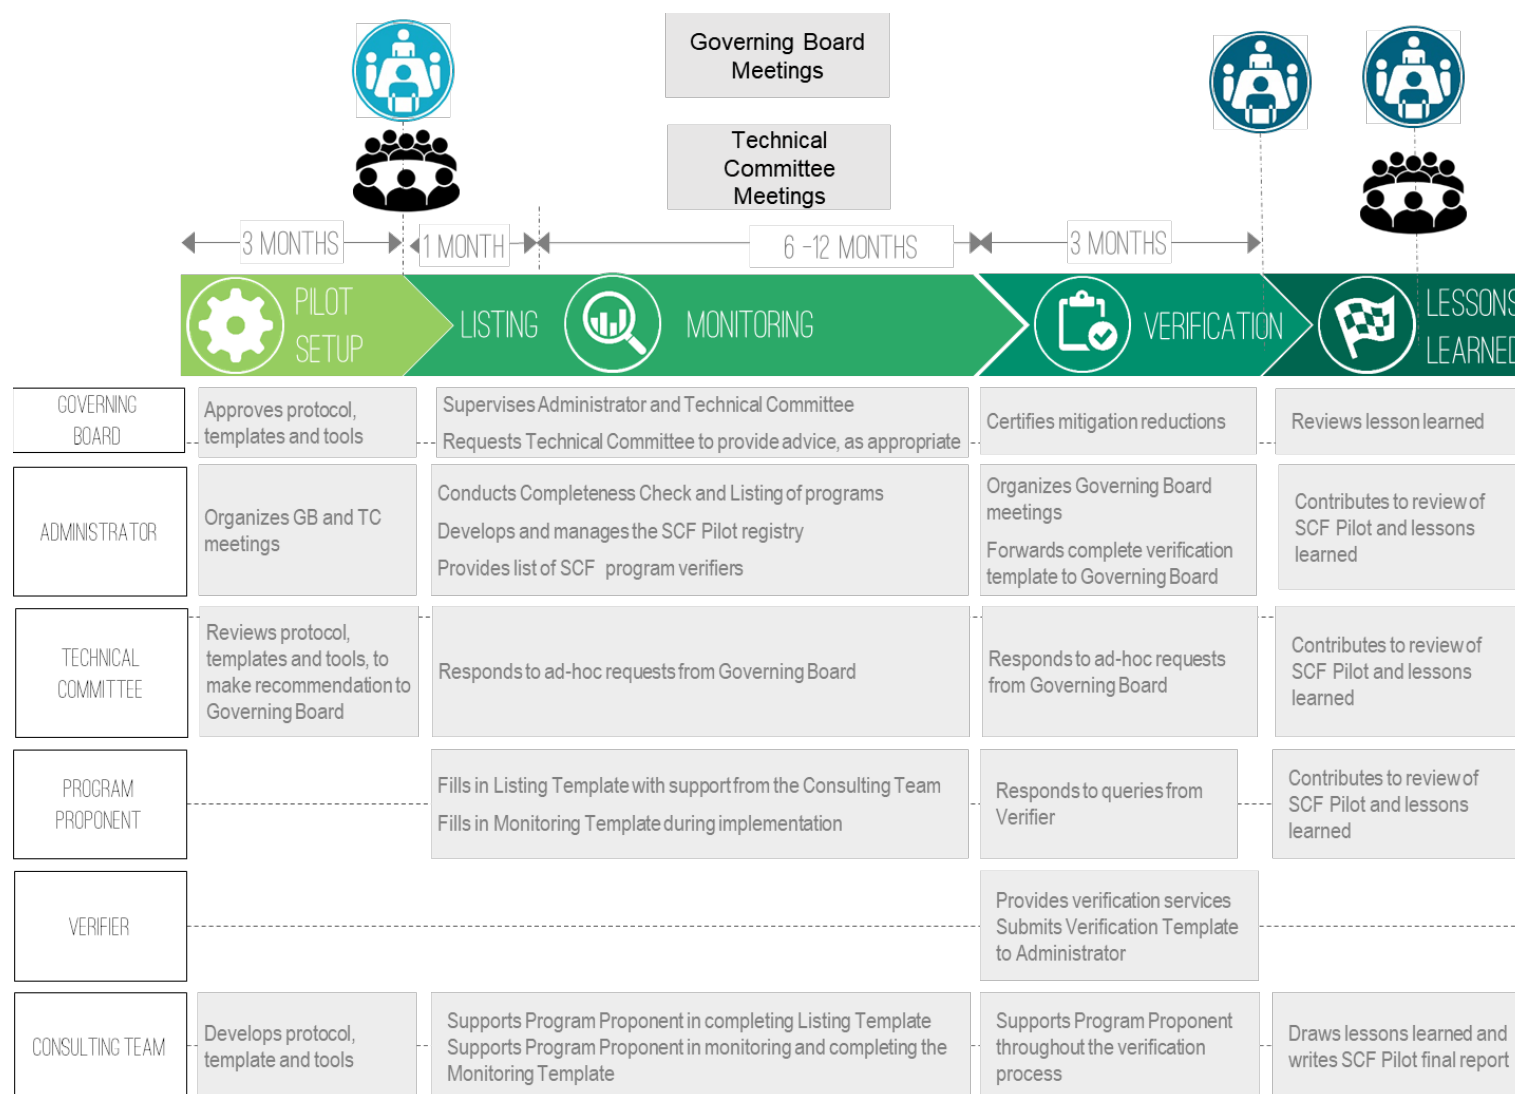 Governing Board
Meetings
Technical
Committee
Meetings
3 MONTHS
1 MONTH
6 -12 MONTHS
3 MONTHS
PILOT
SETUP
LISTING
MONITORING
VERIFICATION
LESSONS
LEARNED
GOVERNING
BOARD
Approves protocol,
templates and tools
Supervises Administrator and Technical Committee
Requests Technical Committee to provide advice, as appropriate
Certifies mitigation reductions
Reviews lesson learned
ADMINISTRATOR
Organizes GB and TC
meetings
Conducts Completeness Check and Listing of programs
Develops and manages the SCF Pilot registry
Provides list of SCF program verifiers
Organizes Governing Board
meetings
Forwards complete verification
template to Governing Board
Contributes to review of
SCF Pilot and lessons
learned
TECHNICAL
COMMITTEE
Reviews protocol,
templates and tools, to
make recommendation to
Governing Board
Responds to ad-hoc requests from Governing Board
Responds to ad-hoc requests
from Governing Board
Contributes to review of
SCF Pilot and lessons
learned
PROGRAM
PROPONENT
Fills in Listing Template with support from the Consulting Team
Fills in Monitoring Template during implementation
Responds to queries from
Verifier
Contributes to review of
SCF Pilot and lessons
learned
VERIFIER
Provides verification services
Submits Verification Template
to Administrator
CONSULTING TEAM
Develops protocol,
template and tools
Supports Program Proponent in completing Listing Template
Supports Program Proponent in monitoring and completing the
Monitoring Template
Supports Program Proponent
throughout the verification
process
Draws lessons learned and
writes SCF Pilot final report